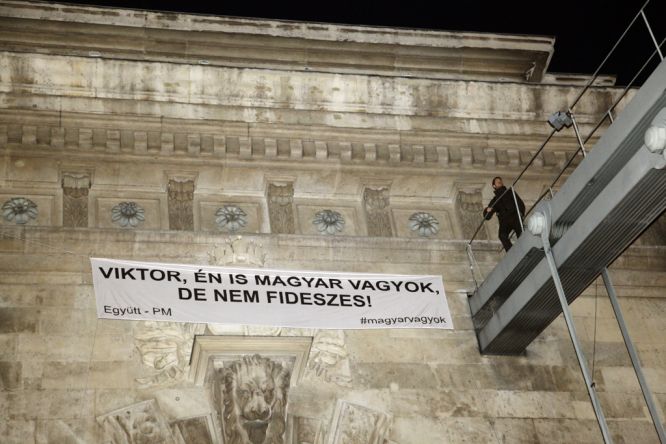 VIKTOR, ÉN IS MAGYAR VAGYOK,
DE NEM FIDESZES!
Együtt - PM
#magyarvagyok